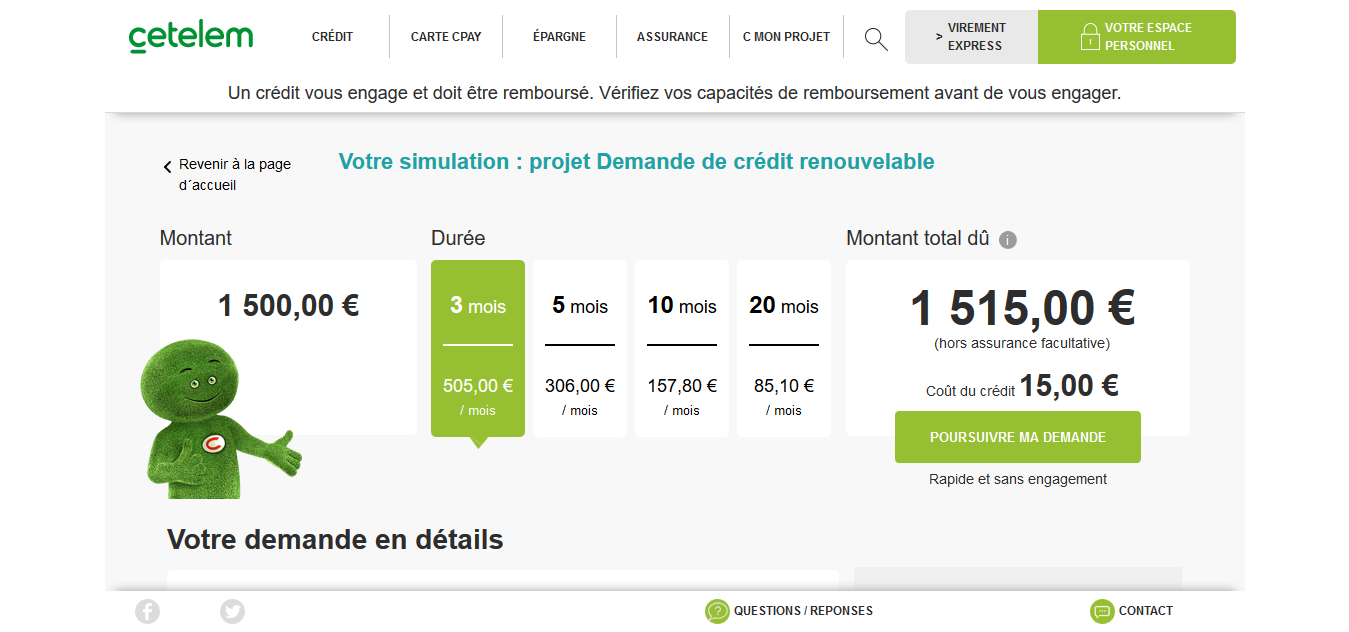 cetelem
CRÉDIT
CARTE CPAY
ÉPARGNE
ASSURANCE
C MON PROJET
> VIREMENT
EXPRESS
VOTRE ESPACE
PERSONNEL
Un crédit vous engage et doit être remboursé. Vérifiez vos capacités de remboursement avant de vous engager.
Revenir à la page
d´accueil
Votre simulation : projet Demande de crédit renouvelable
Montant
1 500,00 €
Durée
3 mois
505,00 €
/ mois
5 mois
306,00 €
/ mois
10 mois
157,80 €
/ mois
20 mois
85,10 €
/ mois
Montant total dû i
1 515,00 €
(hors assurance facultative)
Coût du crédit 15,00 €
POURSUIVRE MA DEMANDE
Rapide et sans engagement
C
Votre demande en détails
QUESTIONS / REPONSES
CONTACT